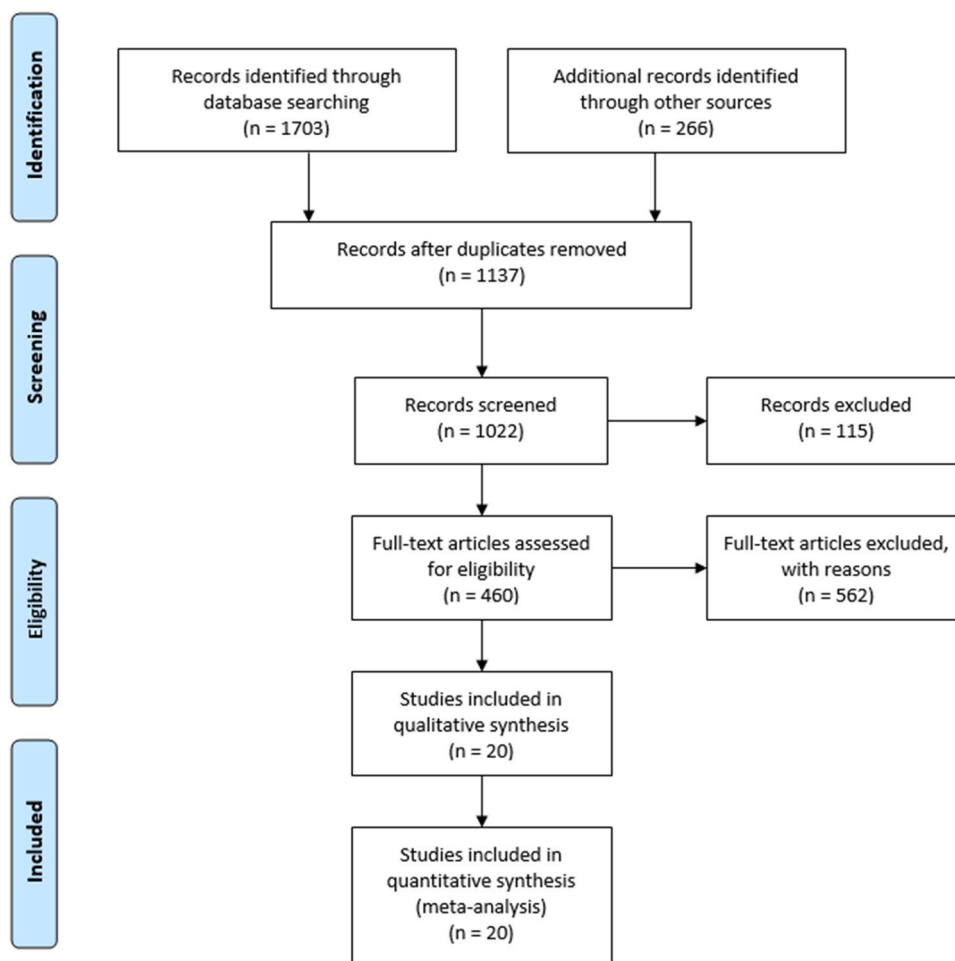 Identification
Records identified through
database searching
(n = 1703)
Additional records identified
through other sources
(n = 266)
Records after duplicates removed
(n = 1137)
Screening
Records screened
(n = 1022)
Records excluded
(n = 115)
Eligibility
Full-text articles assessed
for eligibility
(n = 460)
Full-text articles excluded,
with reasons
(n = 562)
Studies included in
qualitative synthesis
(n = 20)
Included
Studies included in
quantitative synthesis
(meta-analysis)
(n = 20)